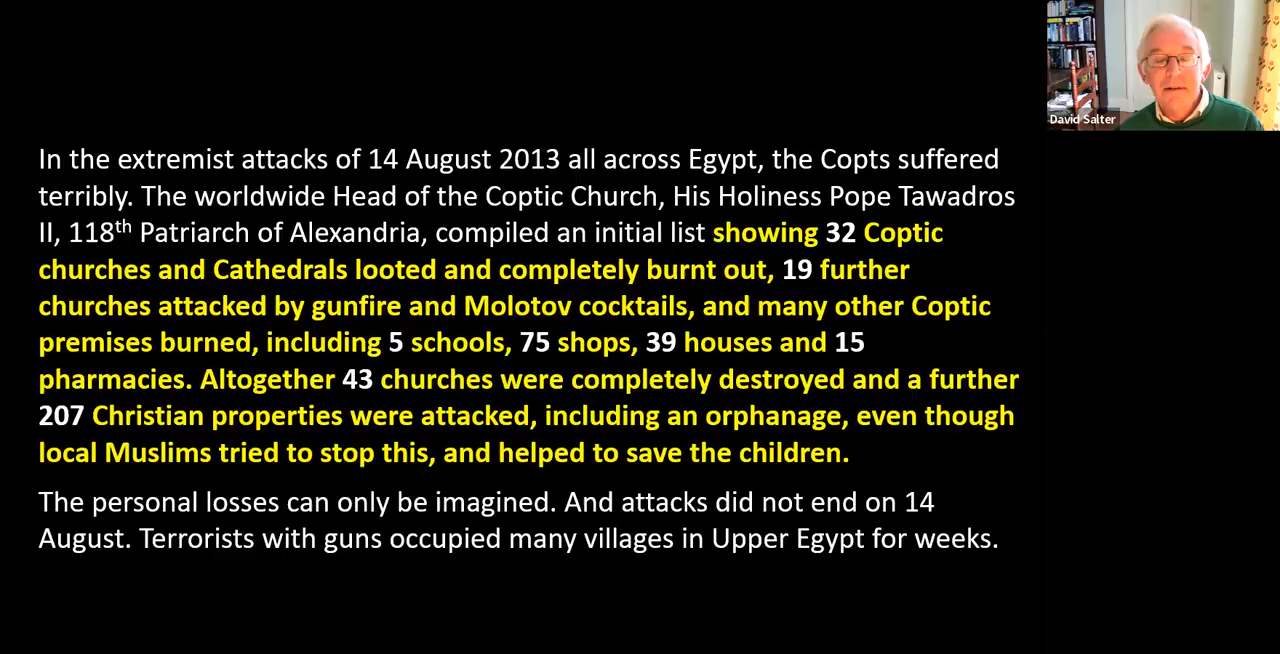 In the extremist attacks of 14 August 2013 all across Egypt, the Copts suffered
terribly. The worldwide Head of the Coptic Church, His Holiness Pope Tawadros
II, 118th Patriarch of Alexandria, compiled an initial list showing 32 Coptic
churches and Cathedrals looted and completely burnt out, 19 further
churches attacked by gunfire and Molotov cocktails, and many other Coptic
premises burned, including 5 schools, 75 shops, 39 houses and 15
pharmacies. Altogether 43 churches were completely destroyed and a further
207 Christian properties were attacked, including an orphanage, even though
local Muslims tried to stop this, and helped to save the children.
The personal losses can only be imagined. And attacks did not end on 14
August. Terrorists with guns occupied many villages in Upper Egypt for weeks.
David Salter